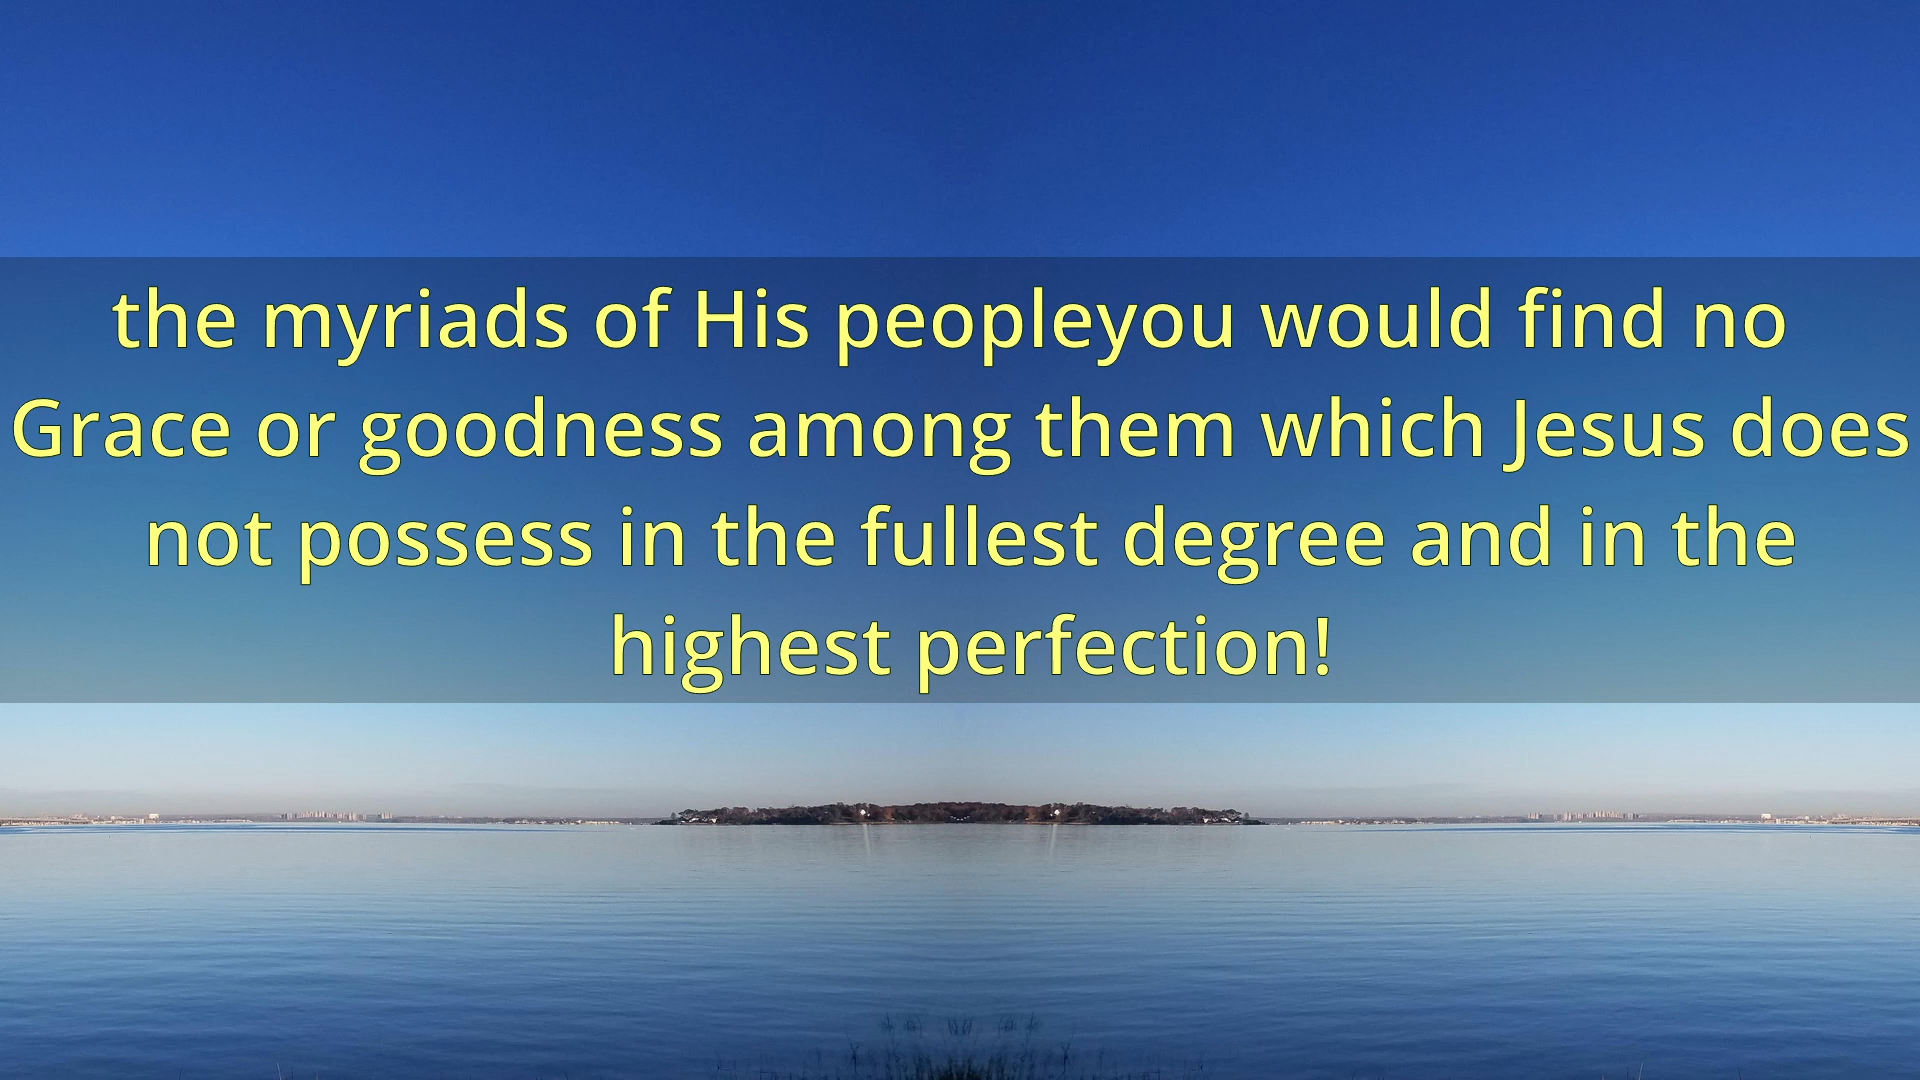 the myriads of His peopleyou would find no
Grace or goodness among them which Jesus does
not possess in the fullest degree and in the
highest perfection!